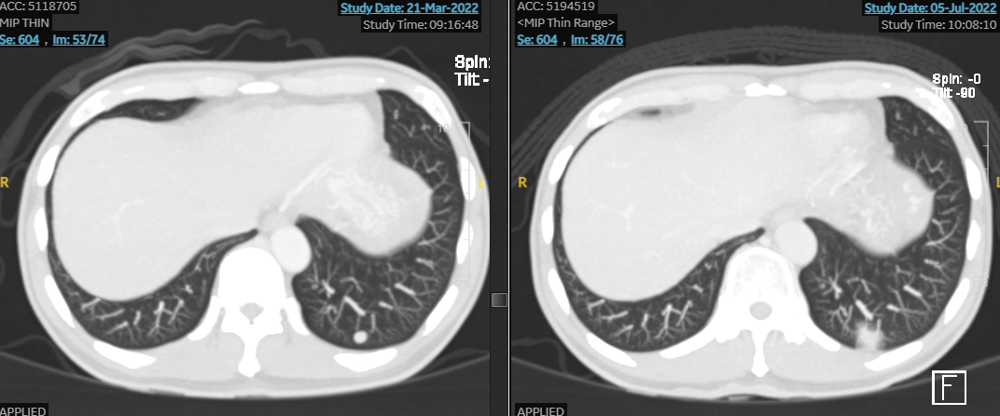 ACC: 5118705
Study Date: 21-Mar-2022
MIP THIN
Study Time: 09:16:48
Se: 604 , Im: 53/74
Spin:
Tilt -
R
L
APPLIED
ACC: 5194519
Study Date: 05-Jul-2022
<MIP Thin Range>
Study Time: 10:08:10
Se: 604 , Im: 58/76
Spin: -0
Tilt -90
R
L
F
APPLIED